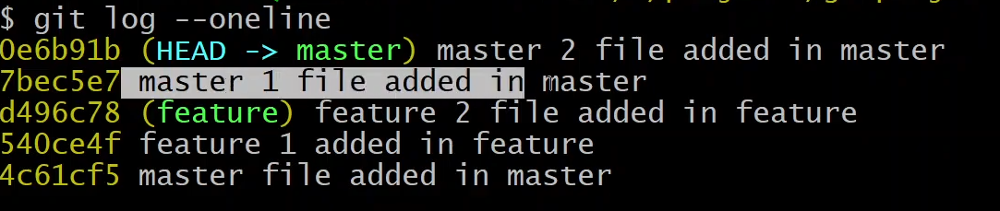 $ git log --oneline
0e6b91b (HEAD -> master) master 2 file added in master
7bec5e7 master 1 file added in master
d496c78 (feature) feature 2 file added in feature
540ce4f feature 1 added in feature
4c61cf5 master file added in master